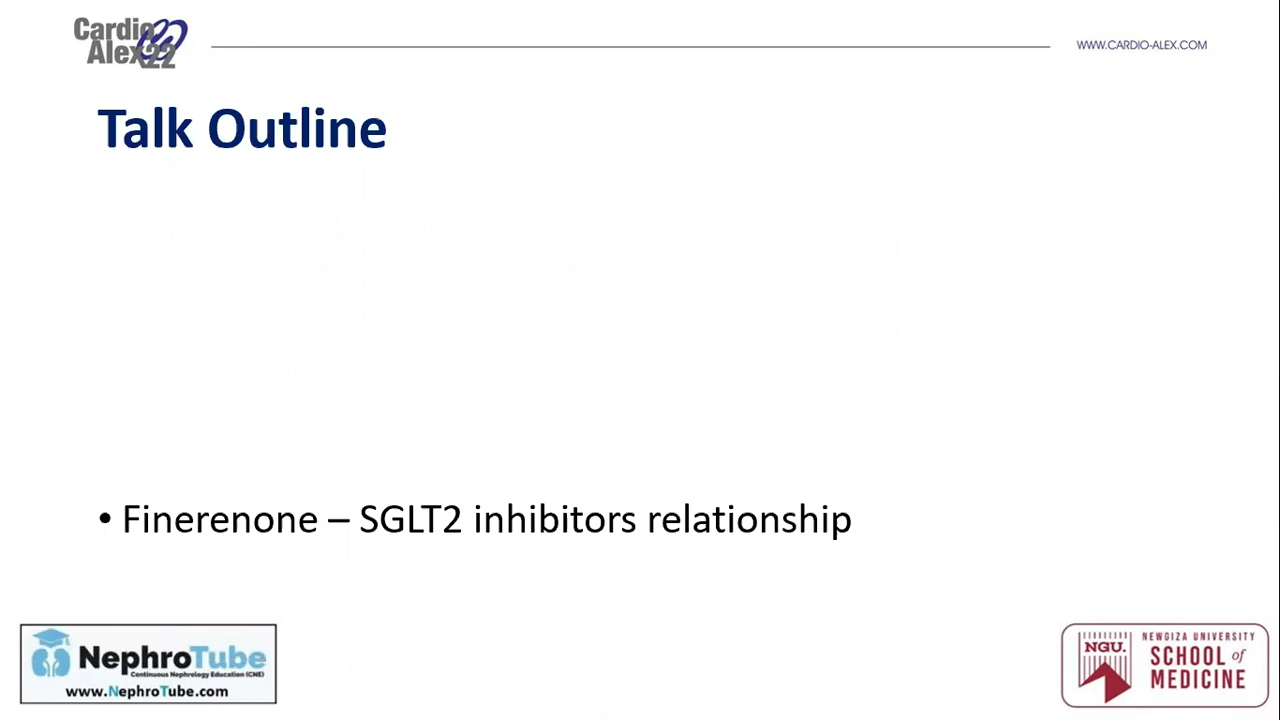 Cardio
Alex22
WWW.CARDIO-ALEX.COM
Talk Outline
• Finerenone – SGLT2 inhibitors relationship
NephroTube
Continuous Nephrology Education (CNE)
www.NephroTube.com
NGU.
NEWGIZA UNIVERSITY
SCHOOL of
MEDICINE